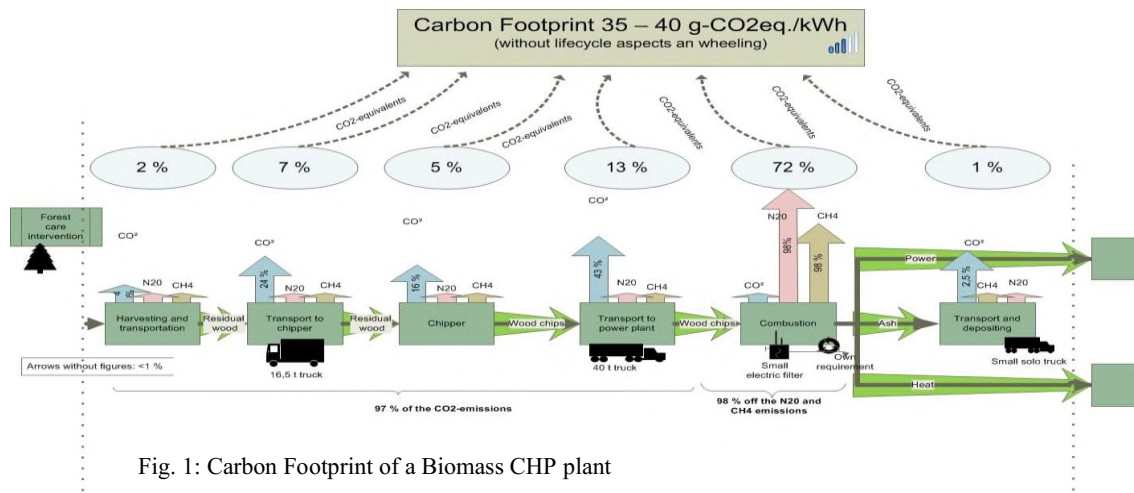 Carbon Footprint 35 – 40 g-CO2eq./kWh
(without lifecycle aspects an wheeling)
CO2-equivalents
CO2-equivalents
CO2-equivalents
CO2-equivalents
CO2-equivalents
CO2-equivalents
CO2-equivalents
2 %
7 %
5 %
13 %
72 %
1 %
Forest
care
intervention
CO²
4
%
N20
CH4
Harvesting and
transportation
Residual
wood
CO²
24 %
N20
CH4
Transport to
chipper
16,5 t truck
Residual
wood
CO²
16 %
N20
CH4
Chipper
Wood chips
CO²
43 %
N20
CH4
Transport to
power plant
40 t truck
Wood chips
CO²
N20
98%
CH4
98 %
Combustion
Small
electric filter
Own
requirement
Power
Ash
Heat
CO²
2,5 %
CH4
N20
Transport and
depositing
Small solo truck
Arrows without figures: <1 %
97 % of the CO2-emissions
98 % off the N20 and
CH4 emissions
Fig. 1: Carbon Footprint of a Biomass CHP plant